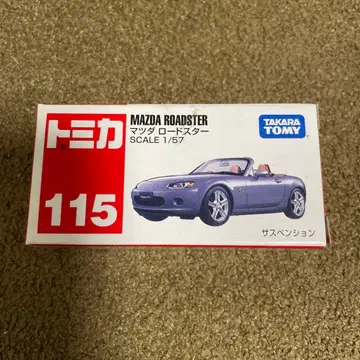 トミカ
115
MAZDA ROADSTER
マツダ ロードスター
SCALE 1/57
TAKARA
TOMY
サスペンション